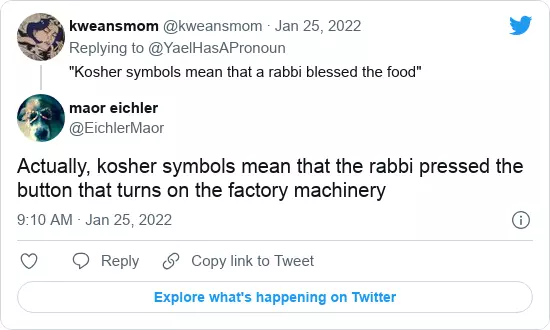 kweansmom @kweansmom · Jan 25, 2022
Replying to @YaelHasAPronoun
"Kosher symbols mean that a rabbi blessed the food"
maor eichler
@EichlerMaor
Actually, kosher symbols mean that the rabbi pressed the
button that turns on the factory machinery
9:10 AM · Jan 25, 2022
Reply Copy link to Tweet
Explore what's happening on Twitter